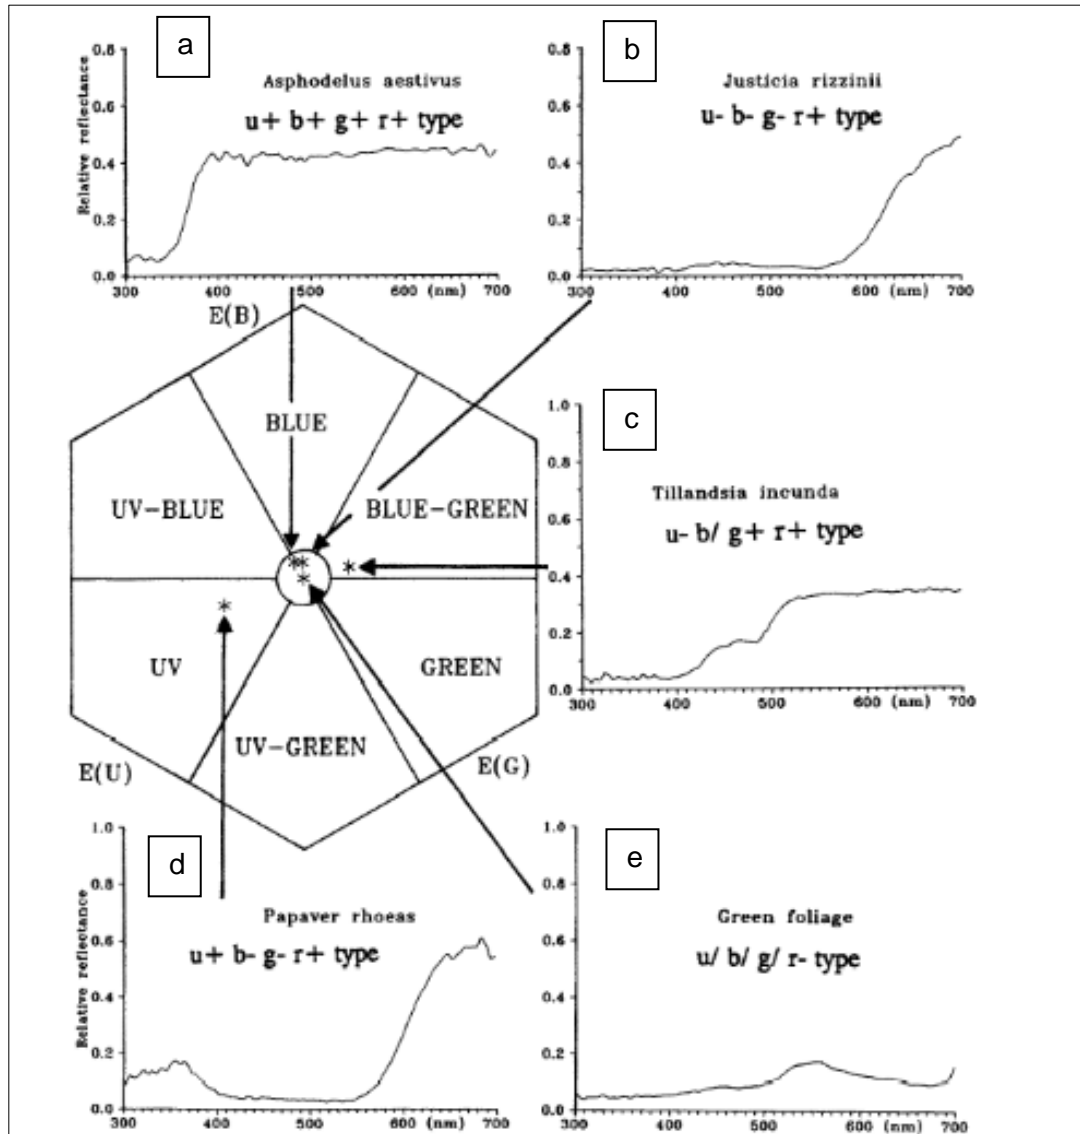 a
b
0.8
Relative reflectance
Asphodelus aestivus
u+ b+ g+ r+ type
0.6
0.4
0.2
0.0
300 400 500 600 (nm) 700
0.8
Justicia rizzinii
u- b- g- r+ type
0.6
0.4
0.2
0.0
300 400 500 600 (nm) 700
E(B)
BLUE
UV-BLUE
BLUE-GREEN
UV
GREEN
UV-GREEN
E(U)
E(G)
c
1.0
0.8
Tillandsia incunda
u- b/ g+ r+ type
0.6
0.4
0.2
0.0
300 400 500 600 (nm) 700
d
1.0
0.8
Relative reflectance
Papaver rhoeas
u+ b- g- r+ type
0.6
0.4
0.2
0.0
300 400 500 600 (nm) 700
e
1.0
0.8
Green foliage
u/ b/ g/ r- type
0.6
0.4
0.2
0.0
300 400 500 600 (nm) 700